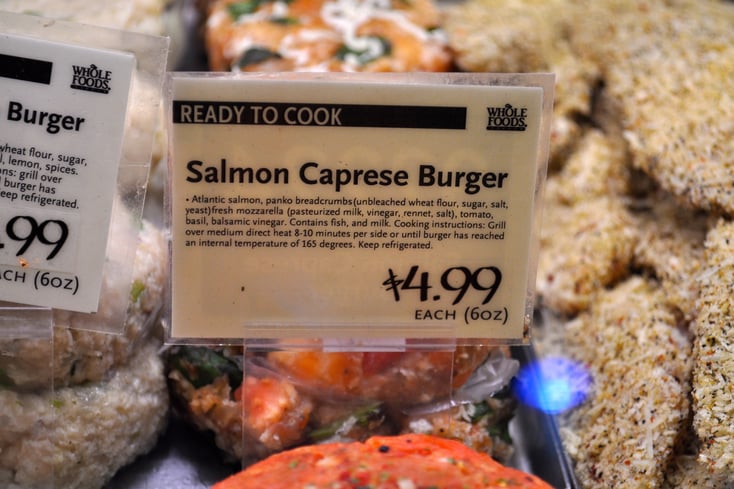 WHOLE
FOODS
Burger
wheat flour, sugar,
lemon, spices.
grill over
burger has
eep refrigerated.
.99
ACH (6OZ)
READY TO COOK
WHOLE
FOODS
Salmon Caprese Burger
• Atlantic salmon, panko breadcrumbs(unbleached wheat flour, sugar, salt,
yeast)fresh mozzarella (pasteurized milk, vinegar, rennet, salt), tomato,
basil, balsamic vinegar. Contains fish, and milk. Cooking instructions: Grill
over medium direct heat 8-10 minutes per side or until burger has reached
an internal temperature of 165 degrees. Keep refrigerated.
$4.99
EACH (6OZ)